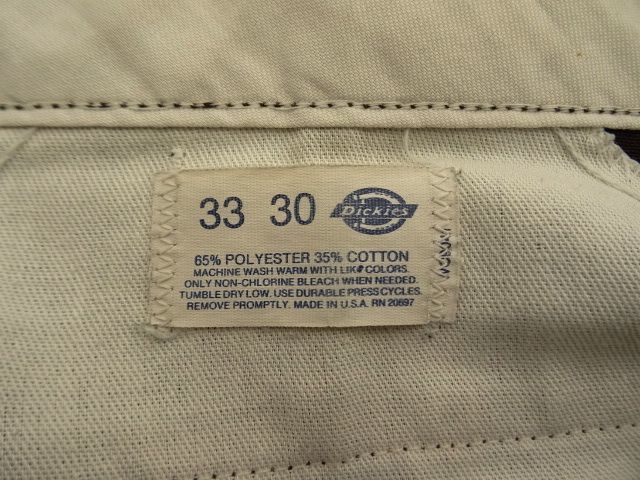 33 30 Dickies
65% POLYESTER 35% COTTON
MACHINE WASH WARM WITH LIKE COLORS.
ONLY NON-CHLORINE BLEACH WHEN NEEDED.
TUMBLE DRY LOW. USE DURABLE PRESS CYCLES.
REMOVE PROMPTLY. MADE IN U.S.A. RN 20697